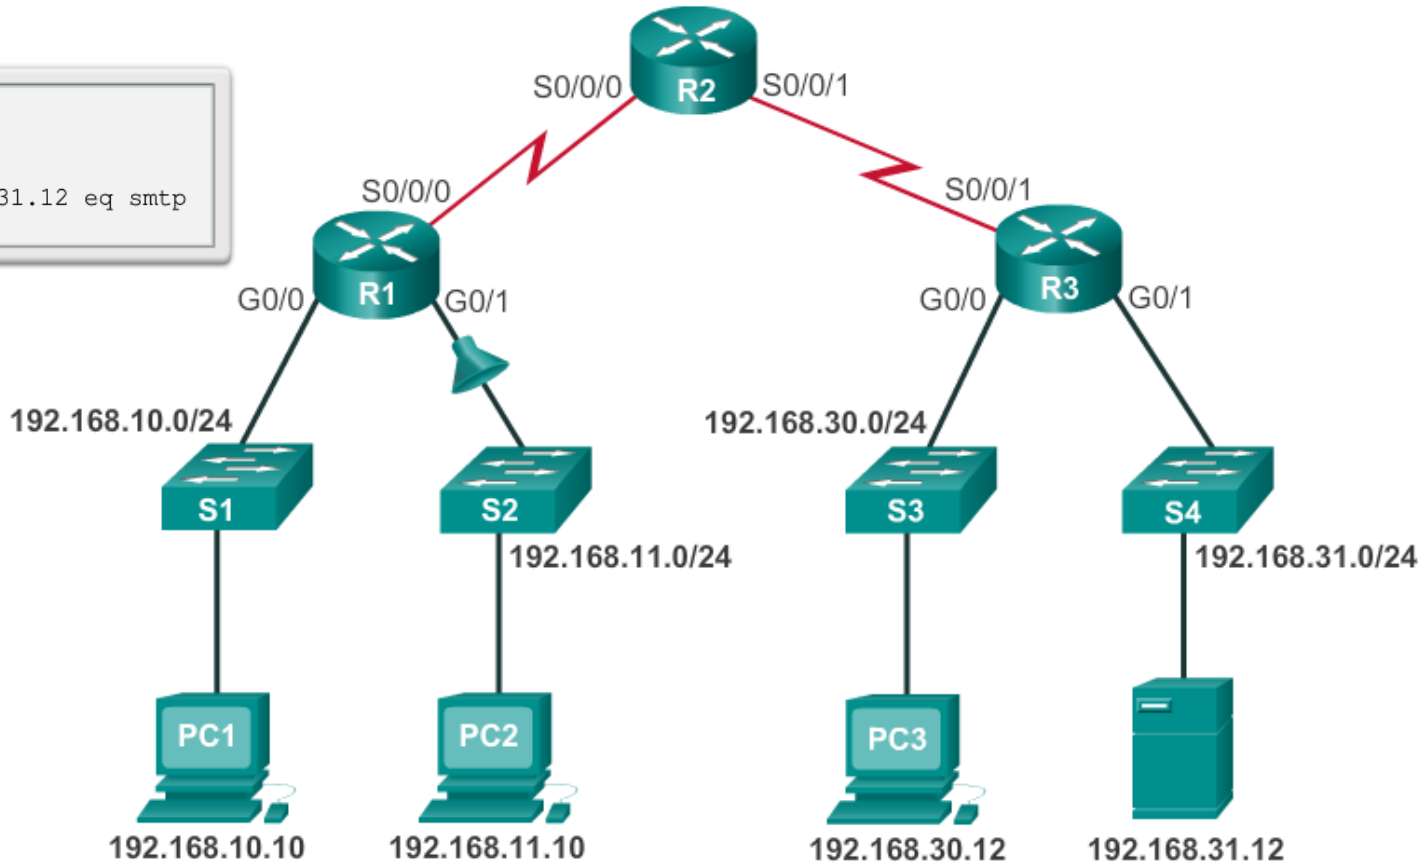 R2
S0/0/0
S0/0/1
31.12 eq smtp
S0/0/0
S0/0/1
R1
R3
G0/0
G0/1
G0/0
G0/1
192.168.10.0/24
192.168.30.0/24
S1
S2
S3
S4
192.168.11.0/24
192.168.31.0/24
PC1
PC2
PC3
192.168.10.10
192.168.11.10
192.168.30.12
192.168.31.12